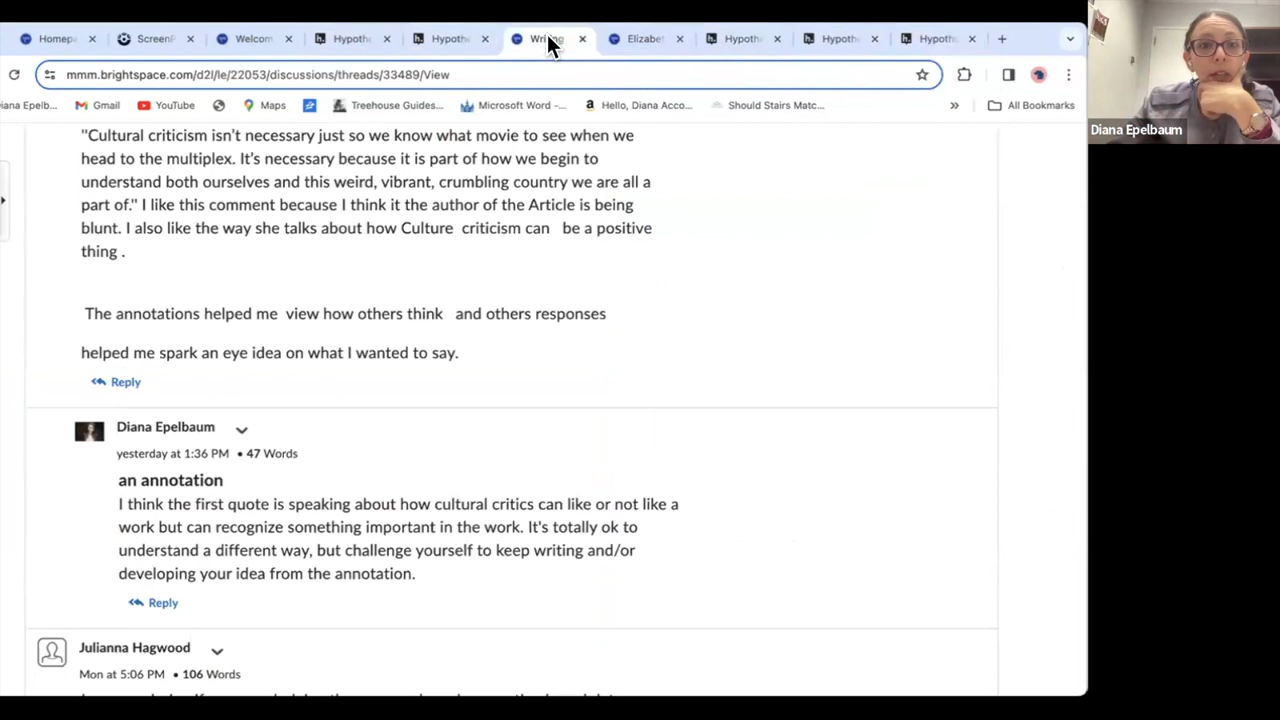 Homepa
ScreenF
Welcom
Hypoth
Hypoth
Writing
Elizabet
Hypoth
Hypoth
Hypoth
mmm.brightspace.com/d2l/le/22053/discussions/threads/33489/View
iana Epelb...
Gmail
YouTube
Maps
Treehouse Guides...
Microsoft Word -...
Hello, Diana Acco...
Should Stairs Matc...
»
All Bookmarks
Diana Epelbaum
"Cultural criticism isn't necessary just so we know what movie to see when we
head to the multiplex. It's necessary because it is part of how we begin to
understand both ourselves and this weird, vibrant, crumbling country we are all a
part of." I like this comment because I think it the author of the Article is being
blunt. I also like the way she talks about how Culture criticism can be a positive
thing .
The annotations helped me view how others think and others responses
helped me spark an eye idea on what I wanted to say.
Reply
Diana Epelbaum
yesterday at 1:36 PM • 47 Words
an annotation
I think the first quote is speaking about how cultural critics can like or not like a
work but can recognize something important in the work. It's totally ok to
understand a different way, but challenge yourself to keep writing and/or
developing your idea from the annotation.
Reply
Julianna Hagwood
Mon at 5:06 PM • 106 Words